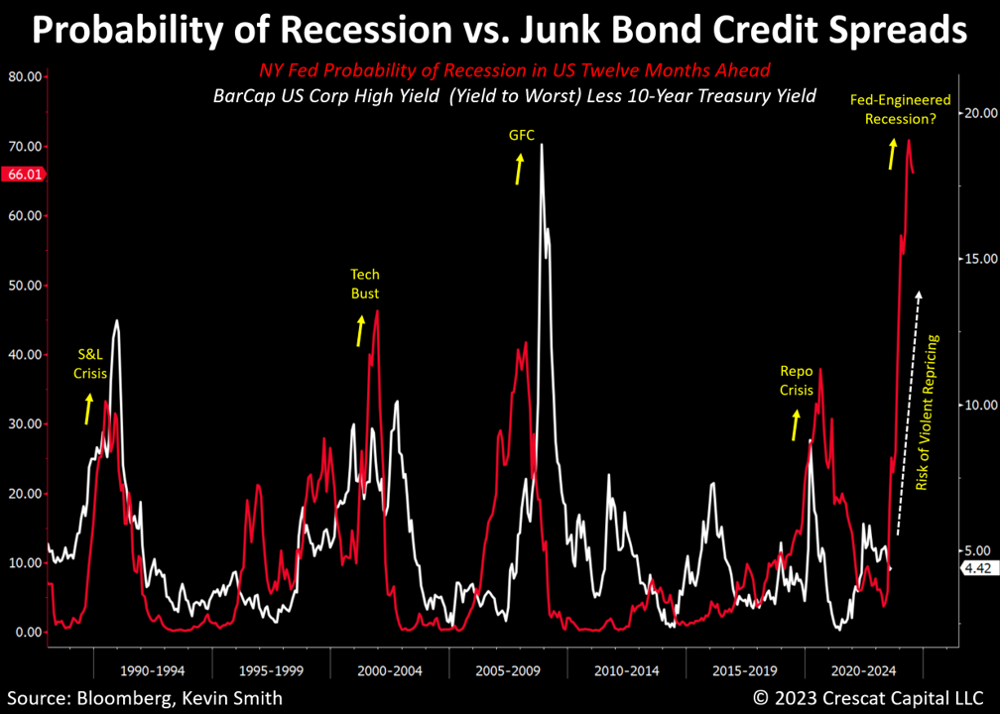 Probability of Recession vs. Junk Bond Credit Spreads
NY Fed Probability of Recession in US Twelve Months Ahead
BarCap US Corp High Yield  (Yield to Worst) Less 10-Year Treasury Yield
80.00
70.00
66.01
60.00
50.00
40.00
30.00
20.00
10.00
0.00
S&L
Crisis
Tech
Bust
GFC
Repo
Crisis
Fed-Engineered
Recession?
Risk of Violent Repricing
20.00
15.00
10.00
5.00
4.42
1990-1994
1995-1999
2000-2004
2005-2009
2010-2014
2015-2019
2020-2024
Source: Bloomberg, Kevin Smith
© 2023 Crescat Capital LLC